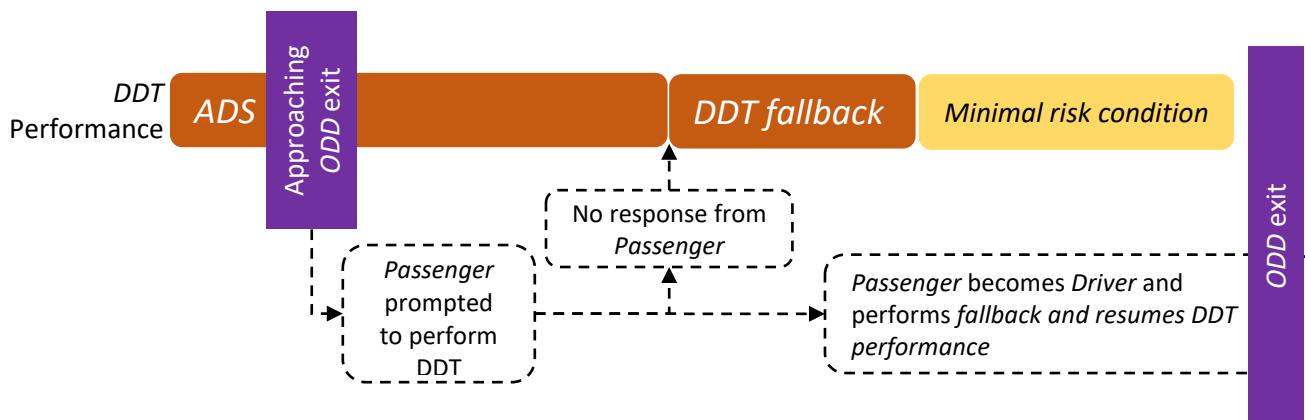 DDT
Performance
ADS
Approaching
ODD exit
DDT fallback
Minimal risk condition
No response from
Passenger
Passenger
prompted
to perform
DDT
Passenger becomes Driver and
performs fallback and resumes DDT
performance
ODD exit